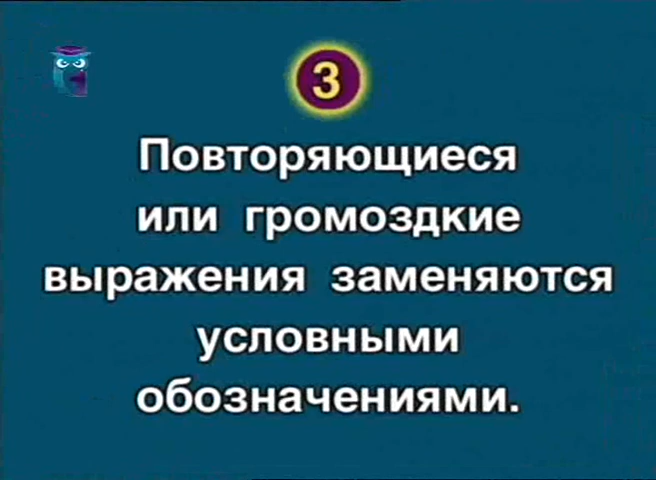 3
Повторяющиеся
или громоздкие
выражения заменяются
условными
обозначениями.